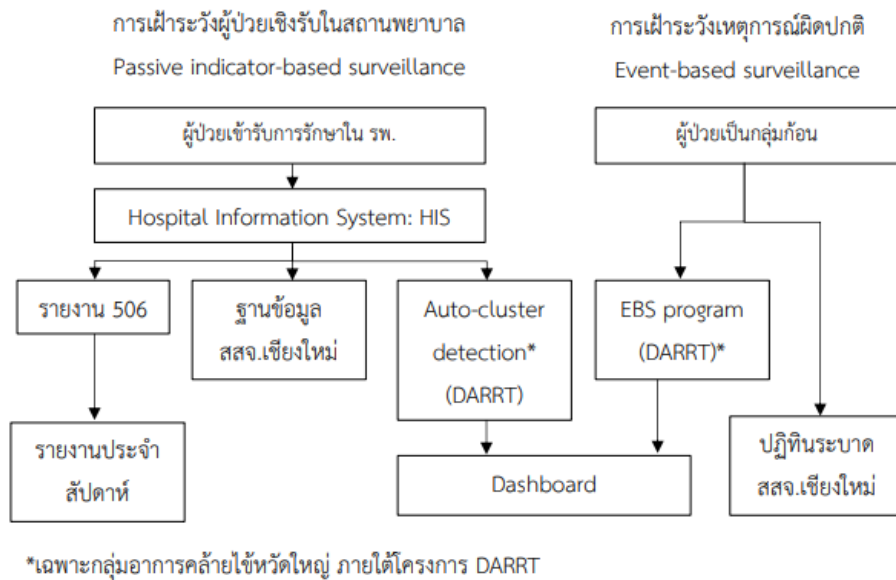 การเฝ้าระวังผู้ป่วยเชิงรับในสถานพยาบาล
Passive indicator-based surveillance
การเฝ้าระวังเหตุการณ์ผิดปกติ
Event-based surveillance
ผู้ป่วยเข้ารับการรักษาใน รพ.
ผู้ป่วยเป็นกลุ่มก้อน
Hospital Information System: HIS
รายงาน 506
ฐานข้อมูล
สสจ.เชียงใหม่
Auto-cluster
detection*
(DARRT)
EBS program
(DARRT)*
รายงานประจำ
สัปดาห์
Dashboard
ปฏิทินระบาด
สสจ.เชียงใหม่
*เฉพาะกลุ่มอาการคล้ายไข้หวัดใหญ่ ภายใต้โครงการ DARRT